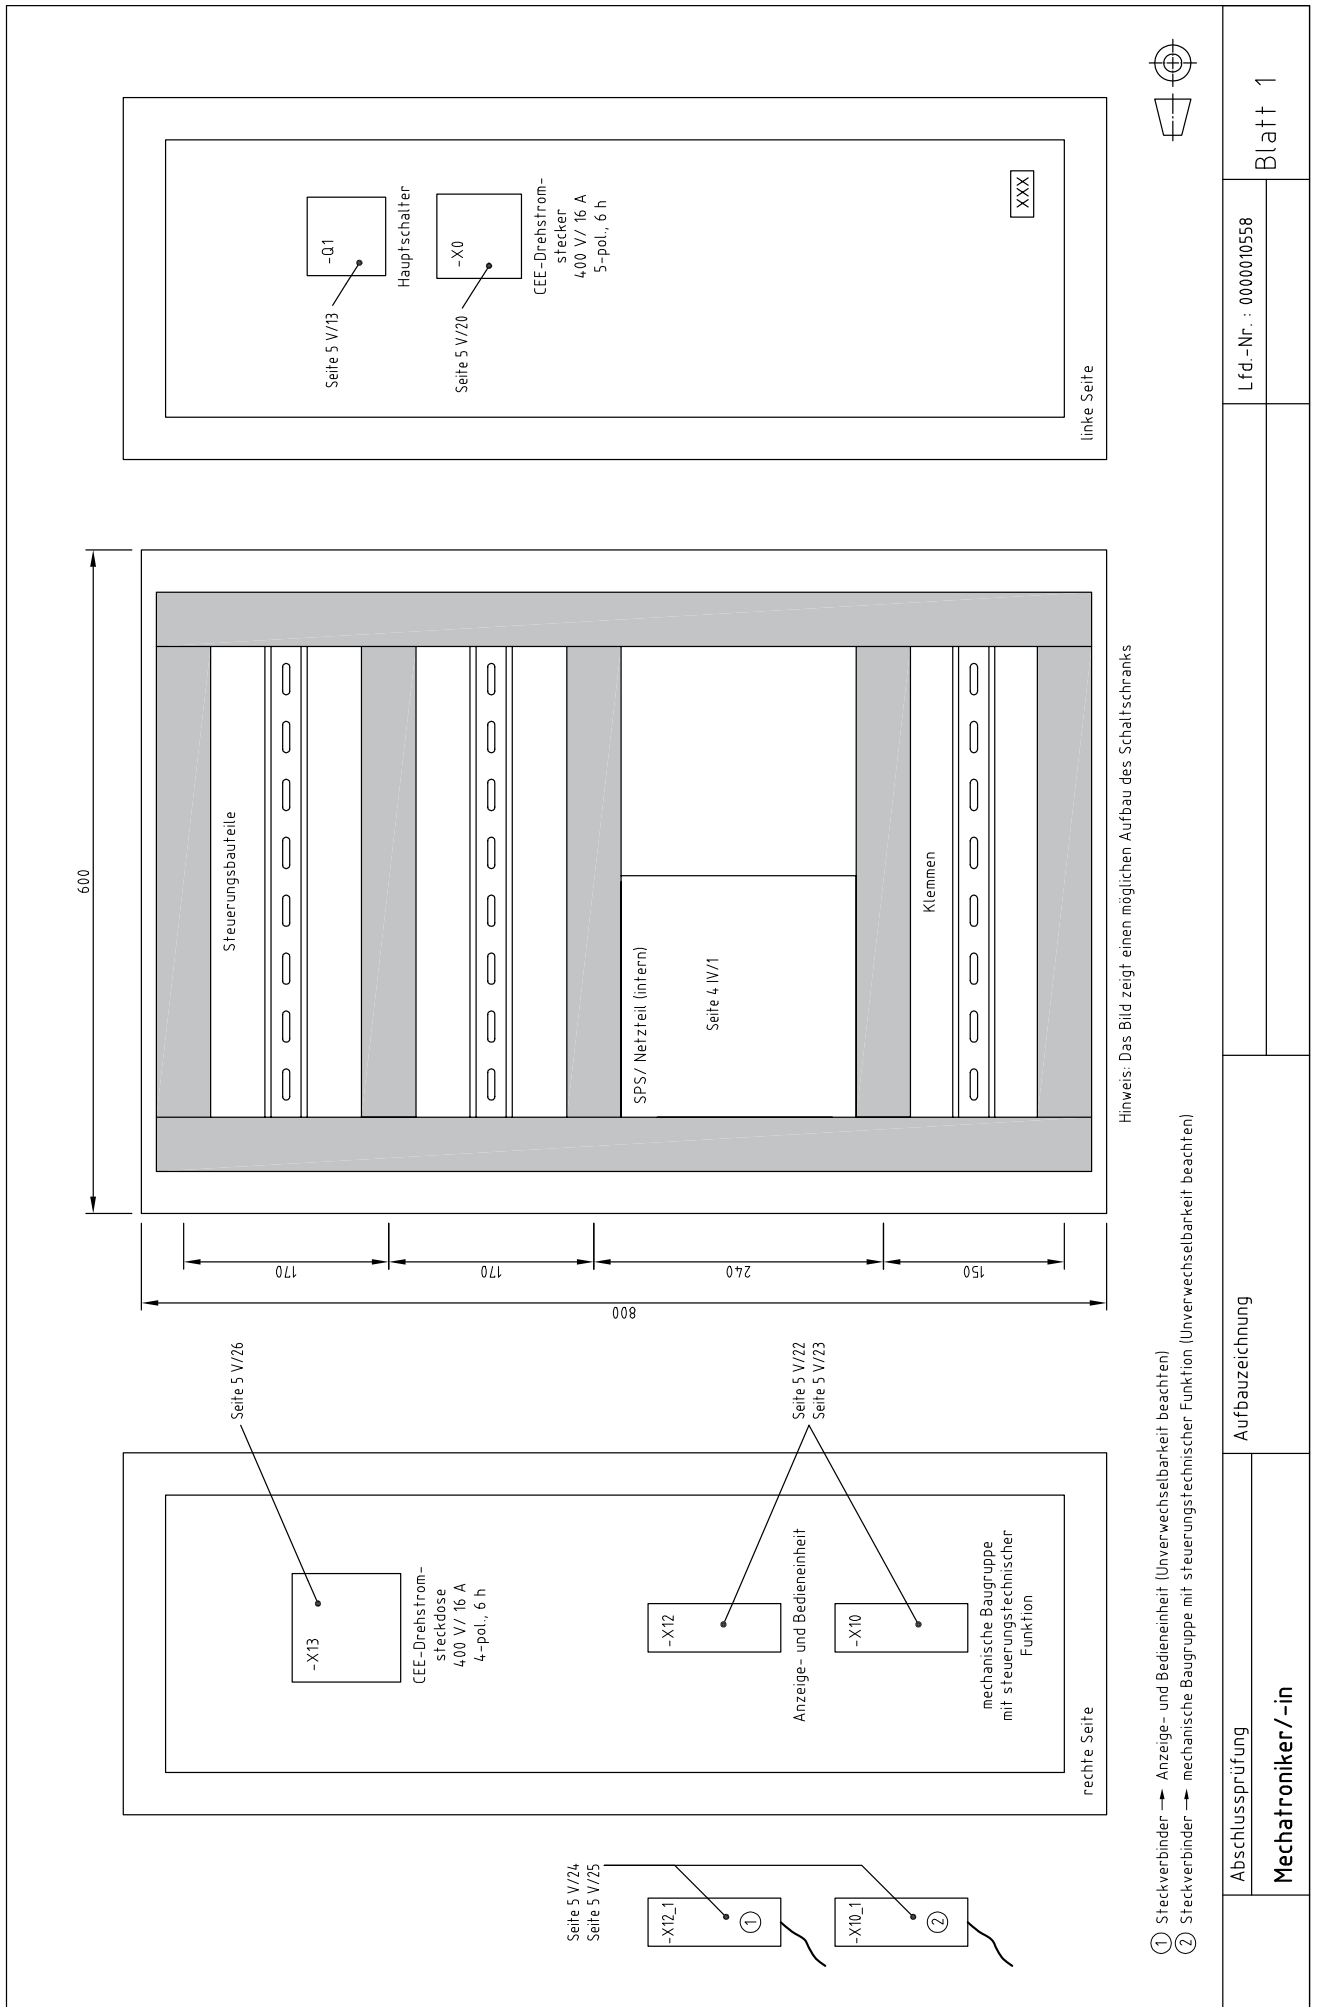 Seite 5 V/24
Seite 5 V/25
-X12_1
1
-X10_1
2
Seite 5 V/26
-X13
CEE-Drehstrom-
steckdose
400 V/ 16 A
4-pol., 6 h
Seite 5 V/22
Seite 5 V/23
-X12
Anzeige- und Bedieneinheit
-X10
mechanische Baugruppe
mit steuerungstechnischer
Funktion
rechte Seite
600
800
170
170
240
150
Steuerungsbauteile
SPS/ Netzteil (intern)
Seite 4 IV/1
Klemmen
Hinweis: Das Bild zeigt einen möglichen Aufbau des Schaltschranks
-Q1
Hauptschalter
Seite 5 V/13
-X0
CEE-Drehstrom-
stecker
400 V/ 16 A
5-pol., 6 h
Seite 5 V/20
XXX
linke Seite
1 Steckverbinder → Anzeige- und Bedieneinheit (Unverwechselbarkeit beachten)
2 Steckverbinder → mechanische Baugruppe mit steuerungstechnischer Funktion (Unverwechselbarkeit beachten)
Abschlussprüfung
Mechatroniker/-in
Aufbauzeichnung
Lfd.-Nr. : 0000010558
Blatt 1